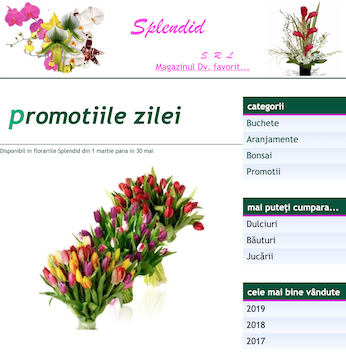 Splendid
S. R. L.
Magazinul Dv. favorit...
promotiile zilei
Disponibil in florariile Splendid din 1 martie pana in 30 mai
categorii
Buchete
Aranjamente
Bonsai
Promotii
mai puteți cumpara...
Dulciuri
Băuturi
Jucării
cele mai bine vândute
2019
2018
2017